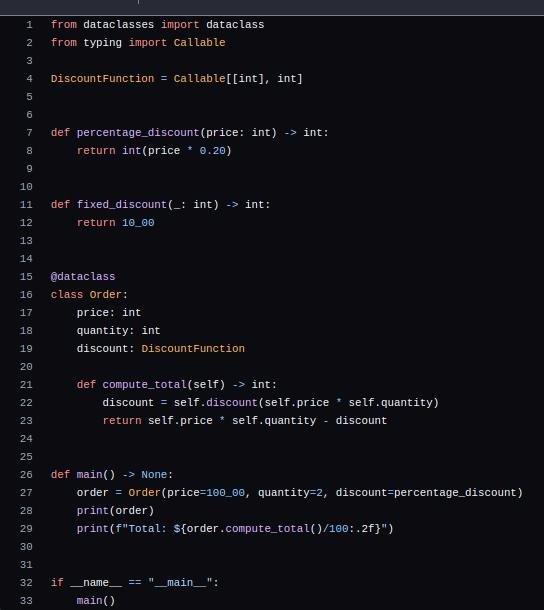 1 from dataclasses import dataclass
2 from typing import Callable
3
4 DiscountFunction = Callable[[int], int]
5
6
7 def percentage_discount(price: int) -> int:
8     return int(price * 0.20)
9
10
11 def fixed_discount(_: int) -> int:
12     return 10_00
13
14
15 @dataclass
16 class Order:
17     price: int
18     quantity: int
19     discount: DiscountFunction
20
21     def compute_total(self) -> int:
22         discount = self.discount(self.price * self.quantity)
23         return self.price * self.quantity - discount
24
25
26 def main() -> None:
27     order = Order(price=100_00, quantity=2, discount=percentage_discount)
28     print(order)
29     print(f"Total: ${order.compute_total()/100:.2f}")
30
31
32 if __name__ == "__main__":
33     main()